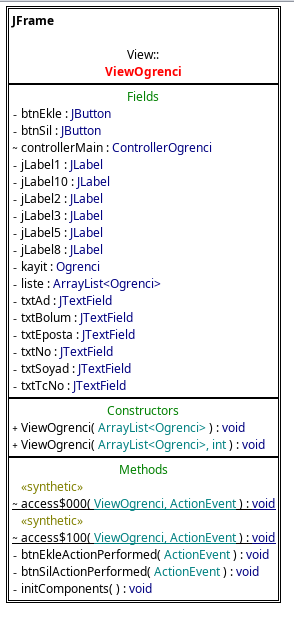 JFrame
View::
ViewOgrenci
Fields
- btnEkle : JButton
- btnSil : JButton
~ controllerMain : ControllerOgrenci
- jLabel1 : JLabel
- jLabel10 : JLabel
- jLabel2 : JLabel
- jLabel3 : JLabel
- jLabel5 : JLabel
- jLabel8 : JLabel
- kayit : Ogrenci
- liste : ArrayList<Ogrenci>
- txtAd : JTextField
- txtBolum : JTextField
- txtEposta : JTextField
- txtNo : JTextField
- txtSoyad : JTextField
- txtTcNo : JTextField
Constructors
+ ViewOgrenci( ArrayList<Ogrenci> ) : void
+ ViewOgrenci( ArrayList<Ogrenci>, int ) : void
Methods
«synthetic»
~ access$000( ViewOgrenci, ActionEvent ) : void
«synthetic»
~ access$100( ViewOgrenci, ActionEvent ) : void
- btnEkleActionPerformed( ActionEvent ) : void
- btnSilActionPerformed( ActionEvent ) : void
- initComponents( ) : void